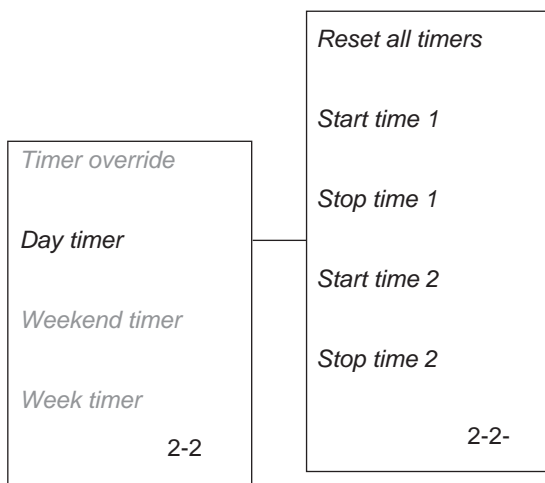 Timer override
Day timer
Weekend timer
Week timer
2-2
Reset all timers
Start time 1
Stop time 1
Start time 2
Stop time 2
2-2-